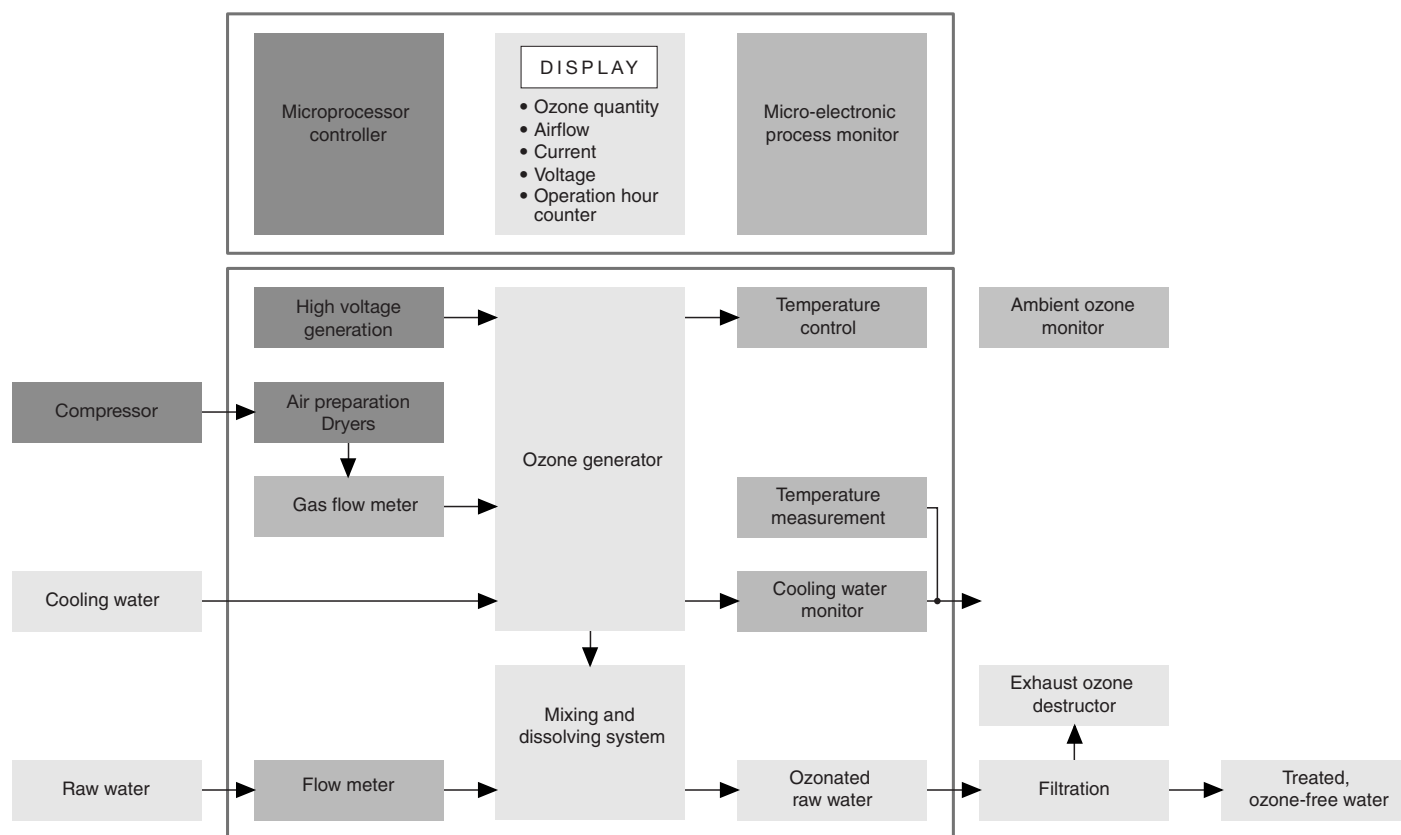 Microprocessor
controller
DISPLAY
• Ozone quantity
• Airflow
• Current
• Voltage
• Operation hour
counter
Micro-electronic
process monitor
High voltage
generation
Temperature
control
Ambient ozone
monitor
Compressor
Air preparation
Dryers
Ozone generator
Gas flow meter
Temperature
measurement
Cooling water
Cooling water
monitor
Exhaust ozone
destructor
Mixing and
dissolving system
Raw water
Flow meter
Ozonated
raw water
Filtration
Treated,
ozone-free water